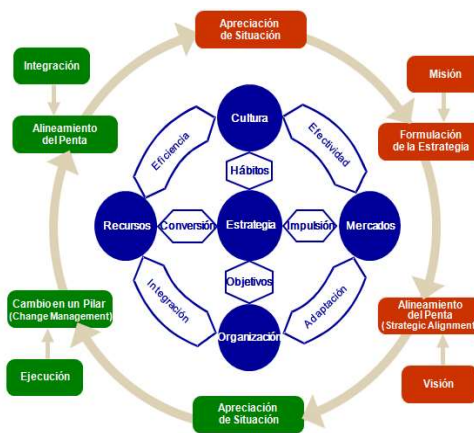 Apreciación
de Situación
Integración
Misión
Alineamiento
del Penta
Formulación
de la Estrategia
Cultura
Eficiencia
Efectividad
Hábitos
Recursos
Conversión
Estrategia
Impulsión
Mercados
Objetivos
Integración
Adaptación
Organización
Cambio en un Pilar
(Change Management)
Alineamiento
del Penta
(Strategic Alignment
Ejecución
Visión
Apreciación
de Situación